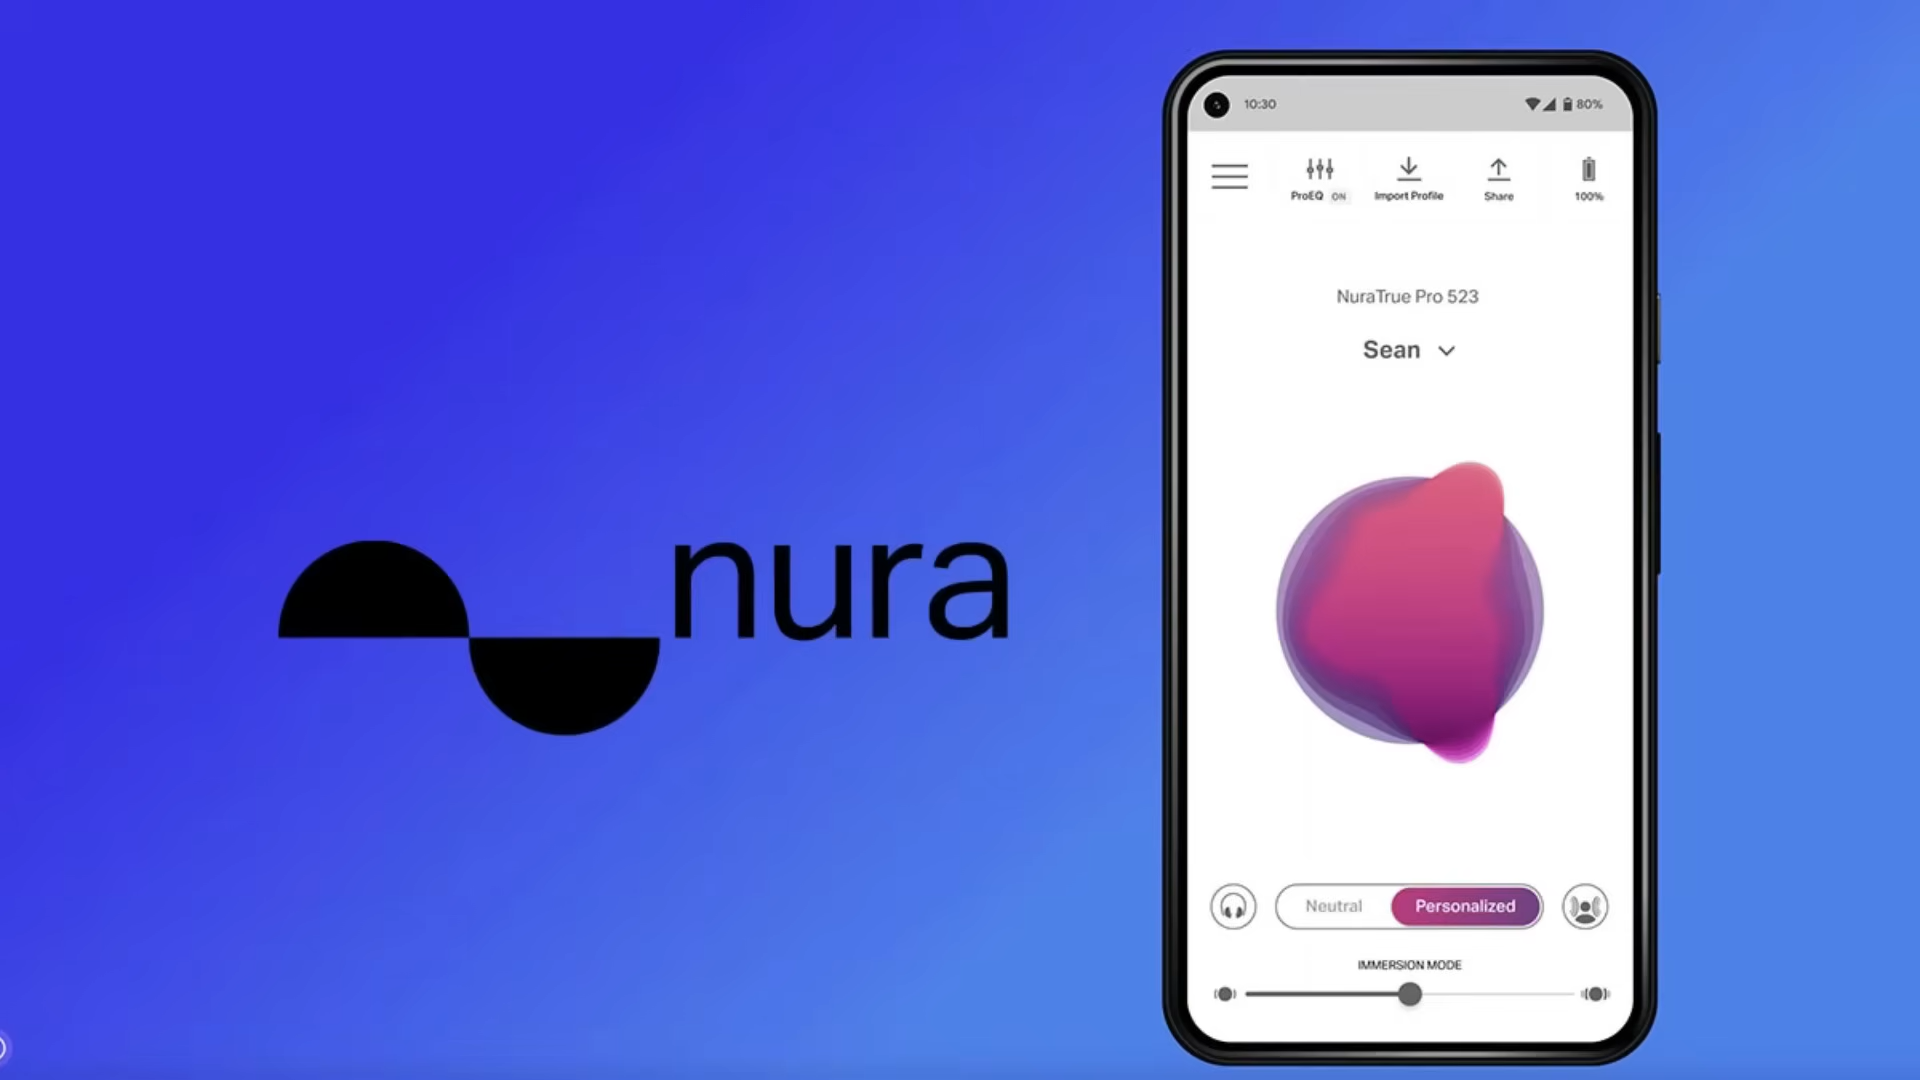 nura
10:30
80%
ProEQ ON
Import Profile
Share
100%
NuraTrue Pro 523
Sean
Neutral
Personalized
IMMERSION MODE